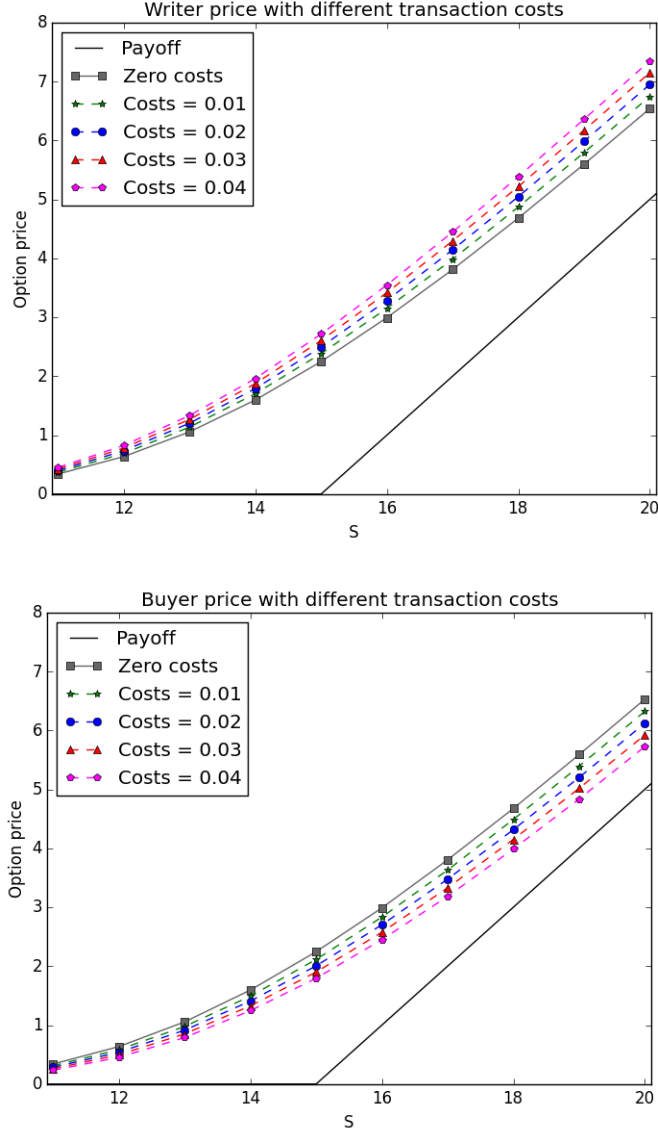 Writer price with different transaction costs
8
7
6
5
4
3
2
1
0
Option price
Payoff
Zero costs
Costs = 0.01
Costs = 0.02
Costs = 0.03
Costs = 0.04
12 14 16 18 20
S
Buyer price with different transaction costs
8
7
6
5
4
3
2
1
0
Option price
Payoff
Zero costs
Costs = 0.01
Costs = 0.02
Costs = 0.03
Costs = 0.04
12 14 16 18 20
S